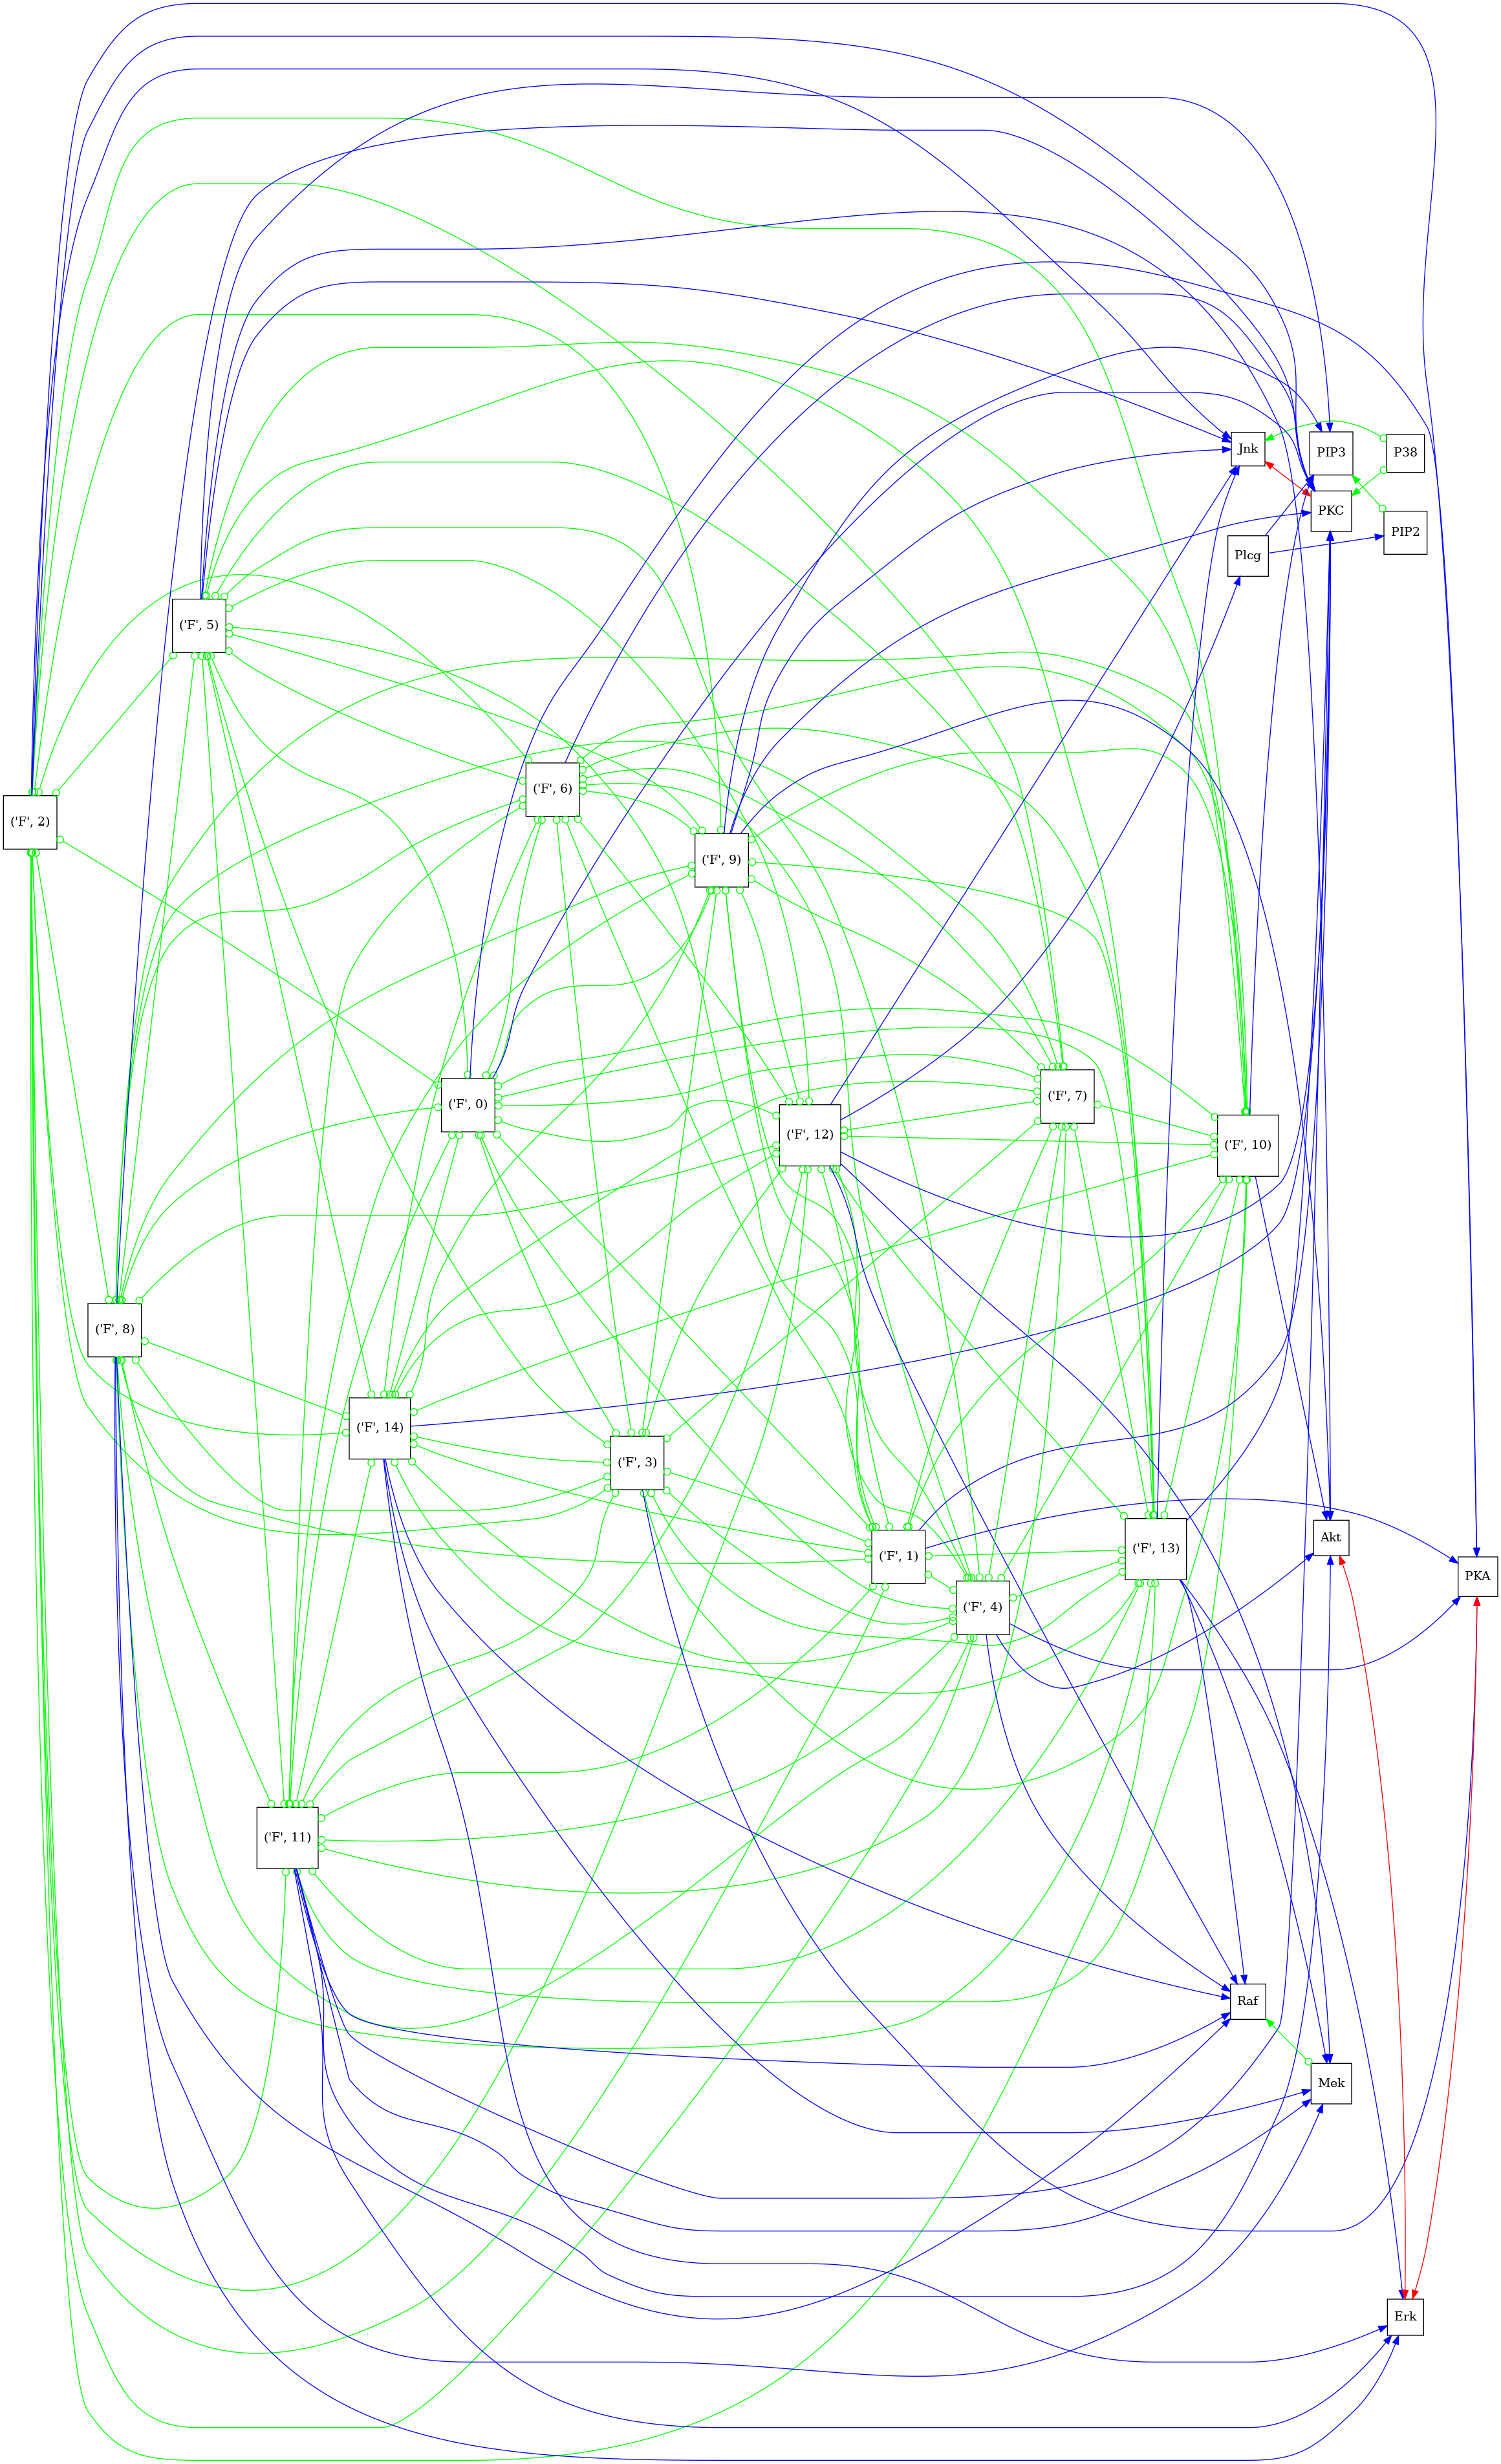 Jnk
PIP3
P38
PKC
PIP2
Plcg
('F', 5)
('F', 6)
('F', 2)
('F', 9)
('F', 0)
('F', 7)
('F', 12)
('F', 10)
('F', 8)
('F', 14)
('F', 3)
('F', 1)
('F', 13)
Akt
PKA
('F', 4)
('F', 11)
Raf
Mek
Erk